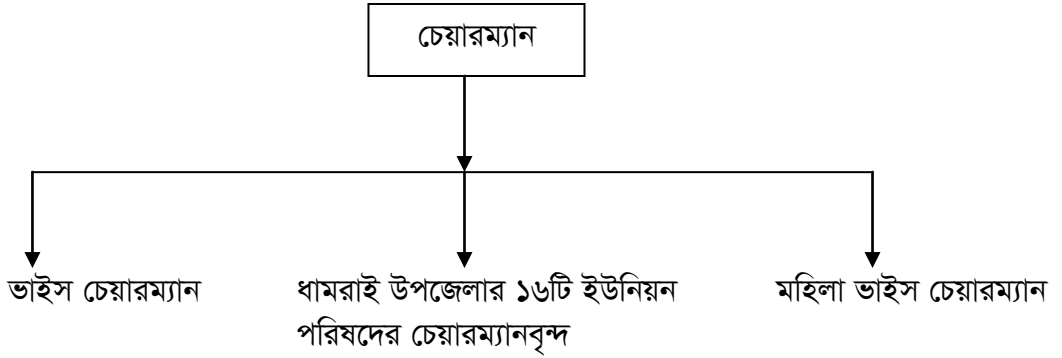 চেয়ারম্যান
ভাইস চেয়ারম্যান
ধামরাই উপজেলার ১৬টি ইউনিয়ন
পরিষদের চেয়ারম্যানবৃন্দ
মহিলা ভাইস চেয়ারম্যান